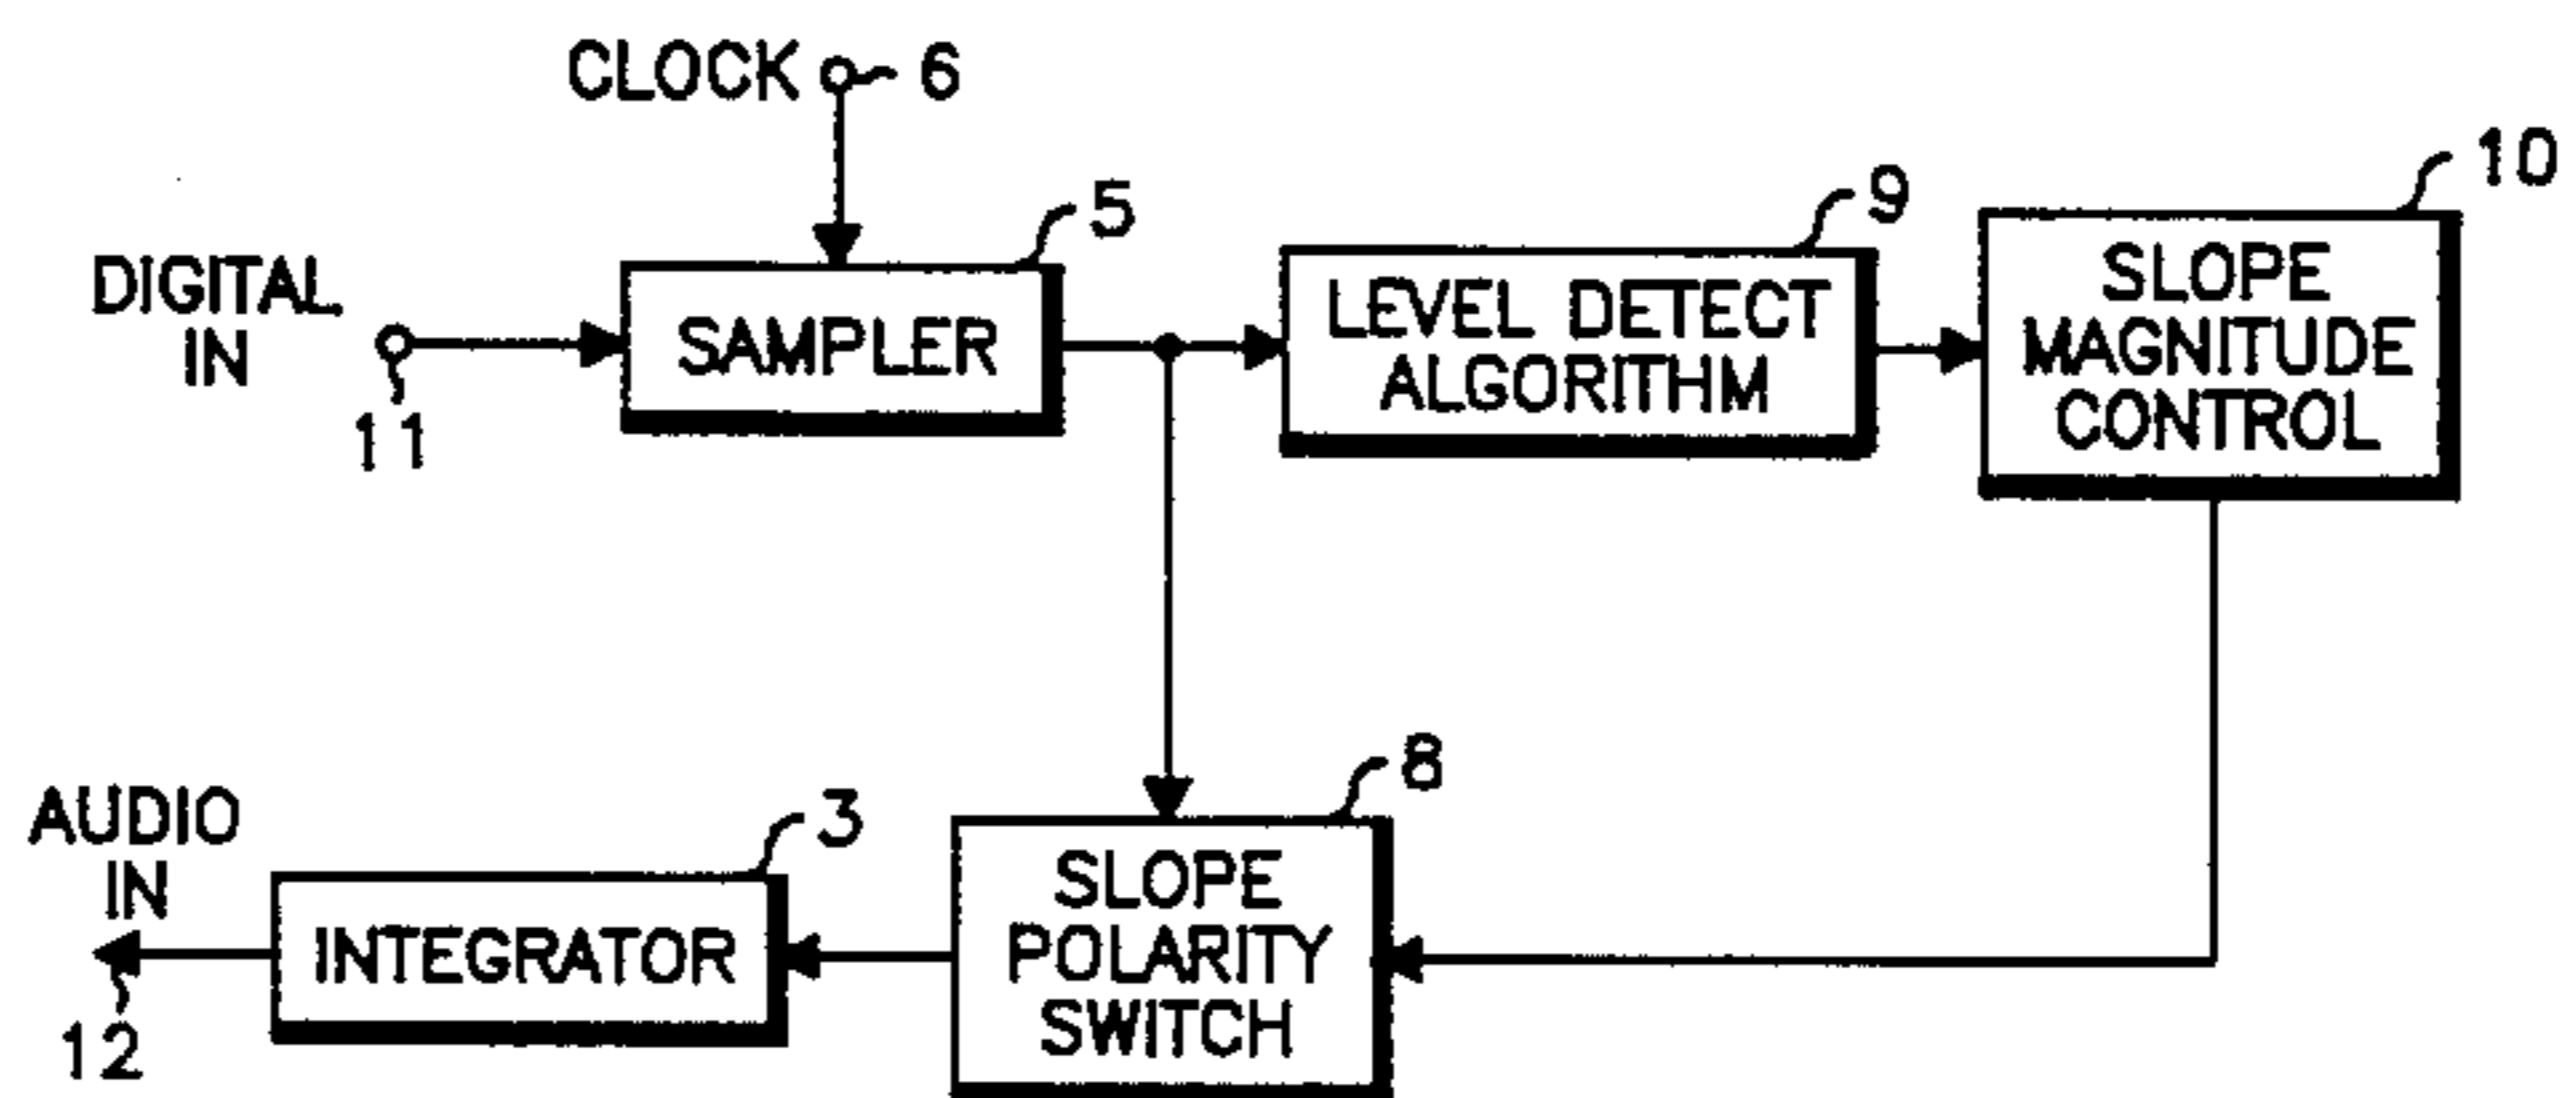 CLOCK 6
DIGITAL
IN
11
5
SAMPLER
9
LEVEL DETECT
ALGORITHM
10
SLOPE
MAGNITUDE
CONTROL
AUDIO
IN
12
3
INTEGRATOR
8
SLOPE
POLARITY
SWITCH